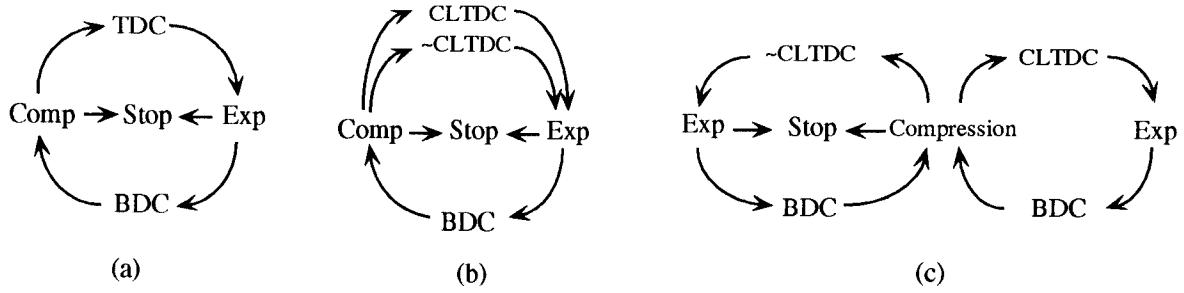 TDC
Comp Stop Exp
BDC
(a)
CLTDC
~CLTDC
Comp Stop Exp
BDC
(b)
~CLTDC CLTDC
Exp Stop Compression Exp
BDC BDC
(c)